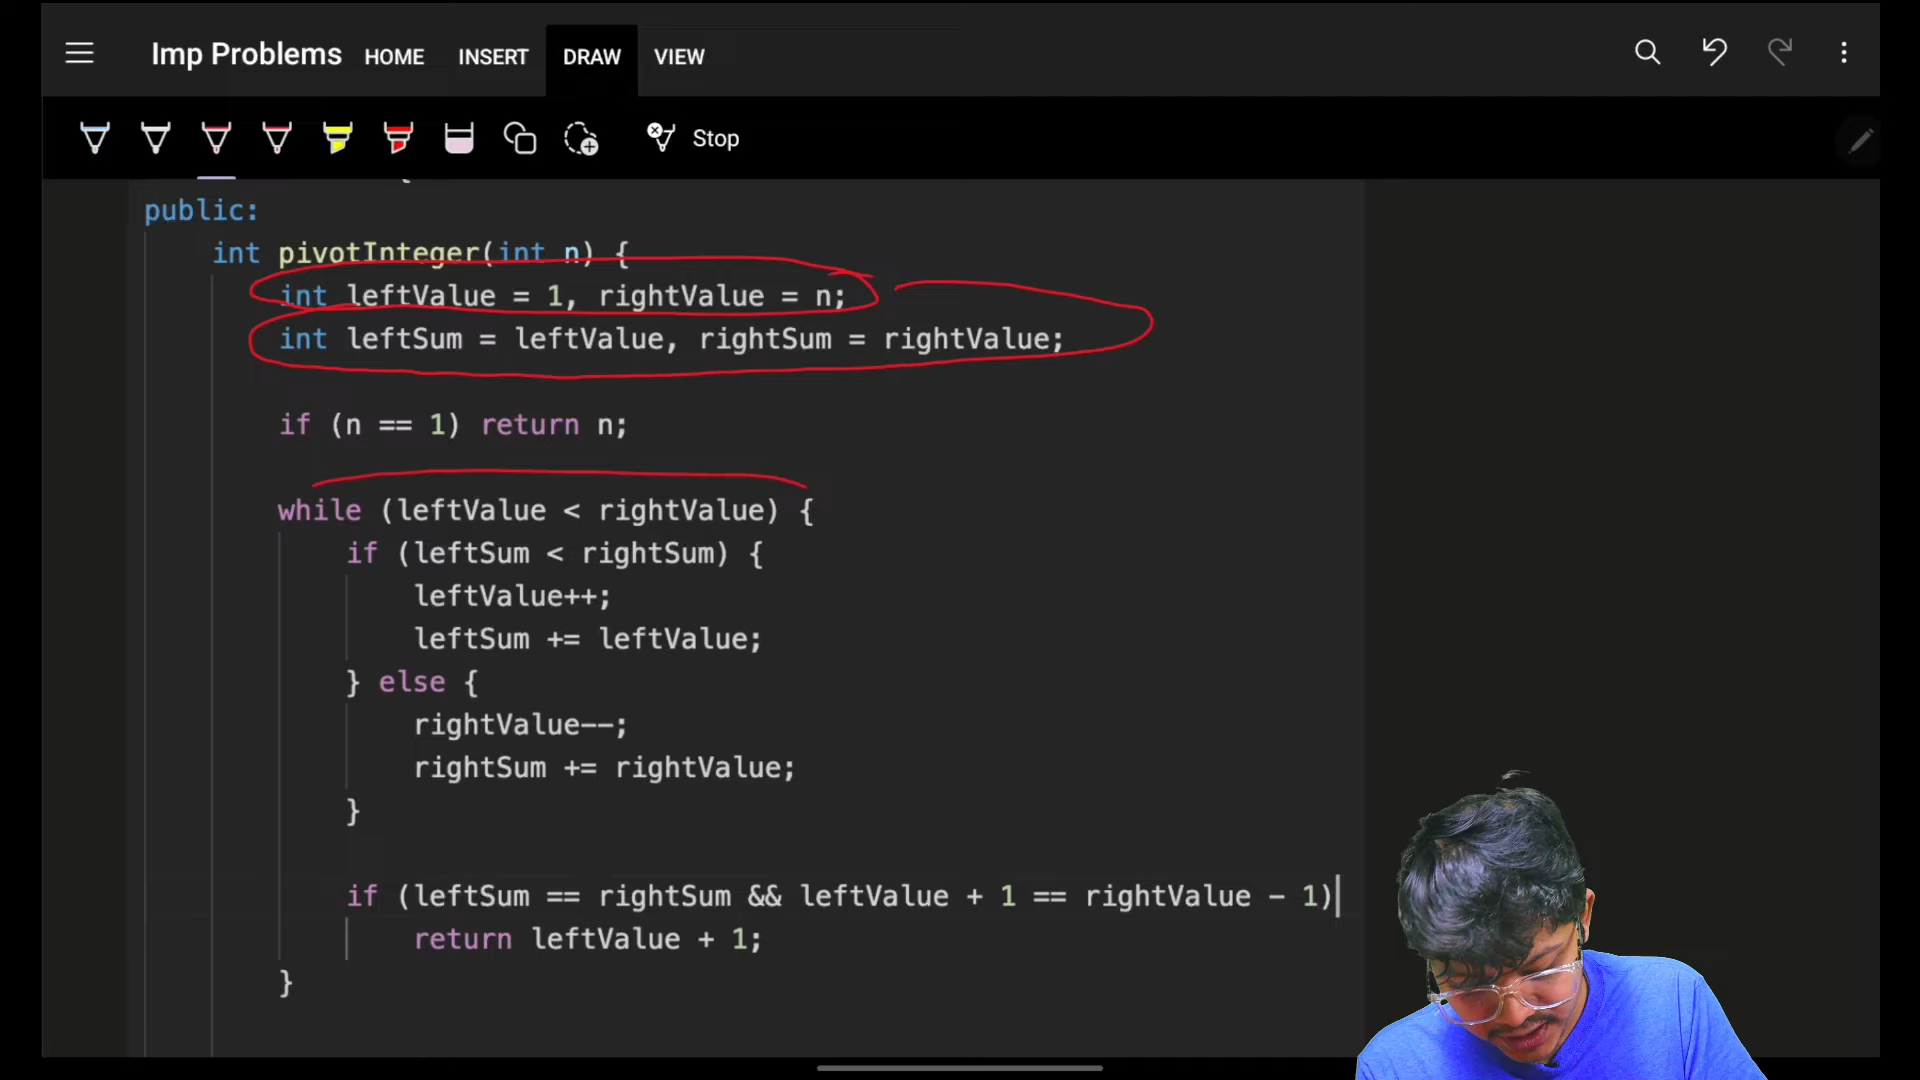 Imp Problems HOME INSERT DRAW VIEW
Stop
{
public:
int pivotInteger(int n) {
int leftValue = 1, rightValue = n;
int leftSum = leftValue, rightSum = rightValue;
if (n == 1) return n;
while (leftValue < rightValue) {
if (leftSum < rightSum) {
leftValue++;
leftSum += leftValue;
} else {
rightValue--;
rightSum += rightValue;
}
if (leftSum == rightSum && leftValue + 1 == rightValue - 1)
return leftValue + 1;
}